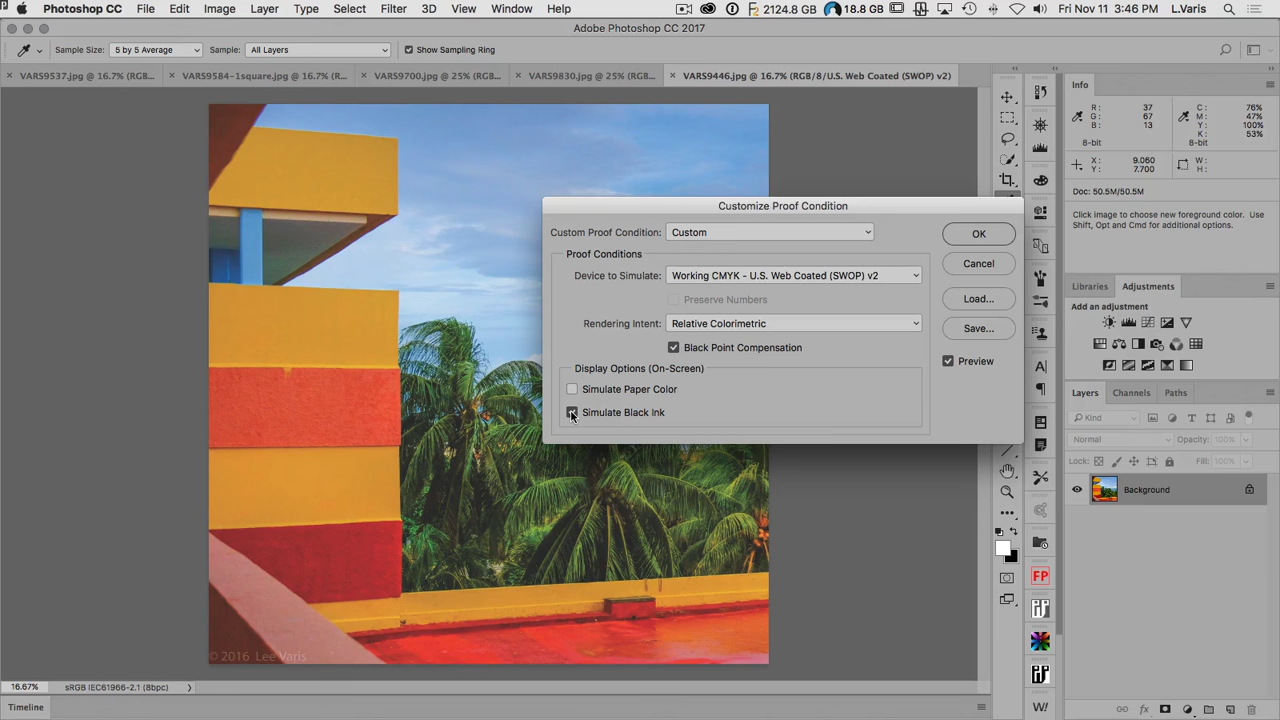 Photoshop CC File Edit Image Layer Type Select Filter 3D View Window Help 2124.8 G 18.8 GB Fri Nov 11 3:46 PM L.Varis
Adobe Photoshop CC 2017
Sample Size: 5 by 5 Average Sample: All Layers Show Sampling Ring
VARS9537.jpg @ 16.7% (RGB... VARS9584-1square.jpg @ 16.7% (R... VARS9700.jpg @ 25% (RGB... VARS9830.jpg @ 25% (RGB... VARS9446.jpg @ 16.7% (RGB/8/U.S. Web Coated (SWOP) v2)
Info
R: 37 C: 76%
G: 67 M: 47%
B: 13 Y: 100%
K: 53%
8-bit 8-bit
X: 9.060 W:
Y: 7.700 H:
Doc: 50.5M/50.5M
Click image to choose new foreground color. Use
Shift, Opt and Cmd for additional options.
Customize Proof Condition
Custom Proof Condition: Custom
OK
Proof Conditions
Device to Simulate: Working CMYK - U.S. Web Coated (SWOP) v2
Cancel
Preserve Numbers
Load...
Rendering Intent: Relative Colorimetric
Save...
Black Point Compensation
Preview
Display Options (On-Screen)
Simulate Paper Color
Simulate Black Ink
Libraries Adjustments
Add an adjustment
Layers Channels Paths
Kind
Normal Opacity: 100%
Lock: Fill: 100%
Background
FP
W!
© 2016 Lee Varis
16.67% sRGB IEC61966-2.1 (8bpc)
Timeline